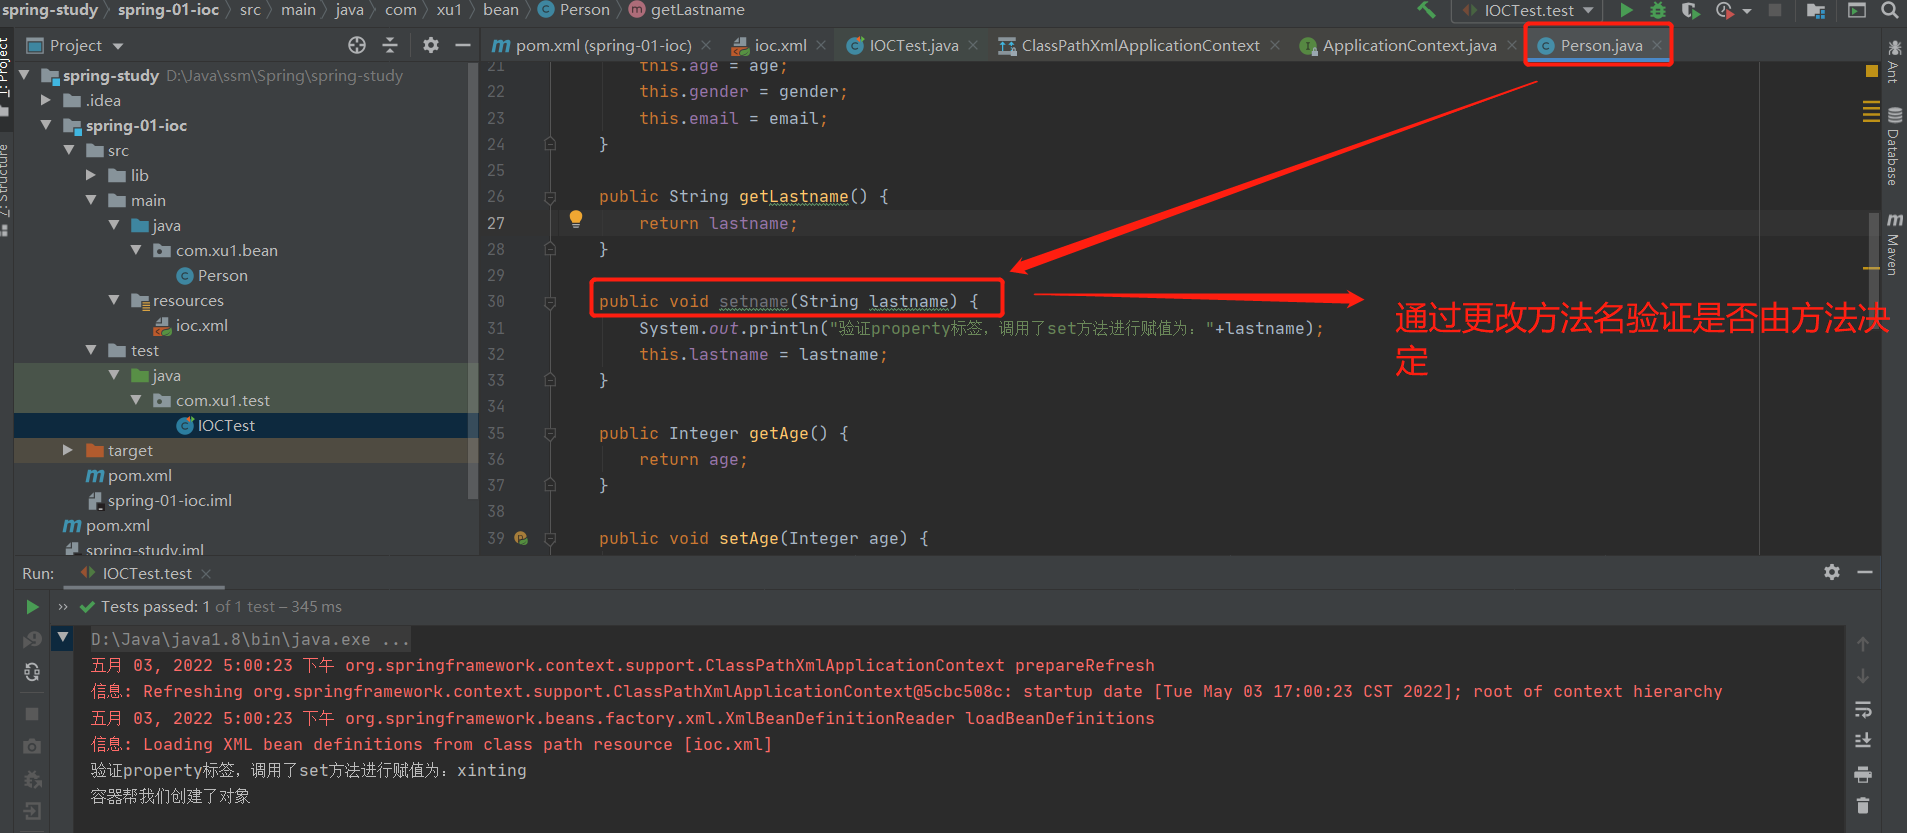 spring-study spring-01-ioc src main java com xu1 bean Person getLastname
IOCTest.test
Project
pom.xml (spring-01-ioc) ioc.xml IOCTest.java ClassPathXmlApplicationContext ApplicationContext.java Person.java
1: Project
7: Structure
spring-study D:\Java\ssm\Spring\spring-study
.idea
spring-01-ioc
src
lib
main
java
com.xu1.bean
Person
resources
ioc.xml
test
java
com.xu1.test
IOCTest
target
pom.xml
spring-01-ioc.iml
pom.xml
spring-study.iml
21 this.age = age;
22 this.gender = gender;
23 this.email = email;
24 }
25
26 public String getLastname() {
27 return lastname;
28 }
29
30 public void setname(String lastname) {
31 System.out.println("验证property标签，调用了set方法进行赋值为："+lastname);
32 this.lastname = lastname;
33 }
34
35 public Integer getAge() {
36 return age;
37 }
38
39 public void setAge(Integer age) {
通过更改方法名验证是否由方法决
定
Ant
Database
Maven
Run: IOCTest.test
Tests passed: 1 of 1 test – 345 ms
D:\Java\java1.8\bin\java.exe ...
五月 03, 2022 5:00:23 下午 org.springframework.context.support.ClassPathXmlApplicationContext prepareRefresh
信息: Refreshing org.springframework.context.support.ClassPathXmlApplicationContext@5cbc508c: startup date [Tue May 03 17:00:23 CST 2022]; root of context hierarchy
五月 03, 2022 5:00:23 下午 org.springframework.beans.factory.xml.XmlBeanDefinitionReader loadBeanDefinitions
信息: Loading XML bean definitions from class path resource [ioc.xml]
验证property标签，调用了set方法进行赋值为：xinting
容器帮我们创建了对象